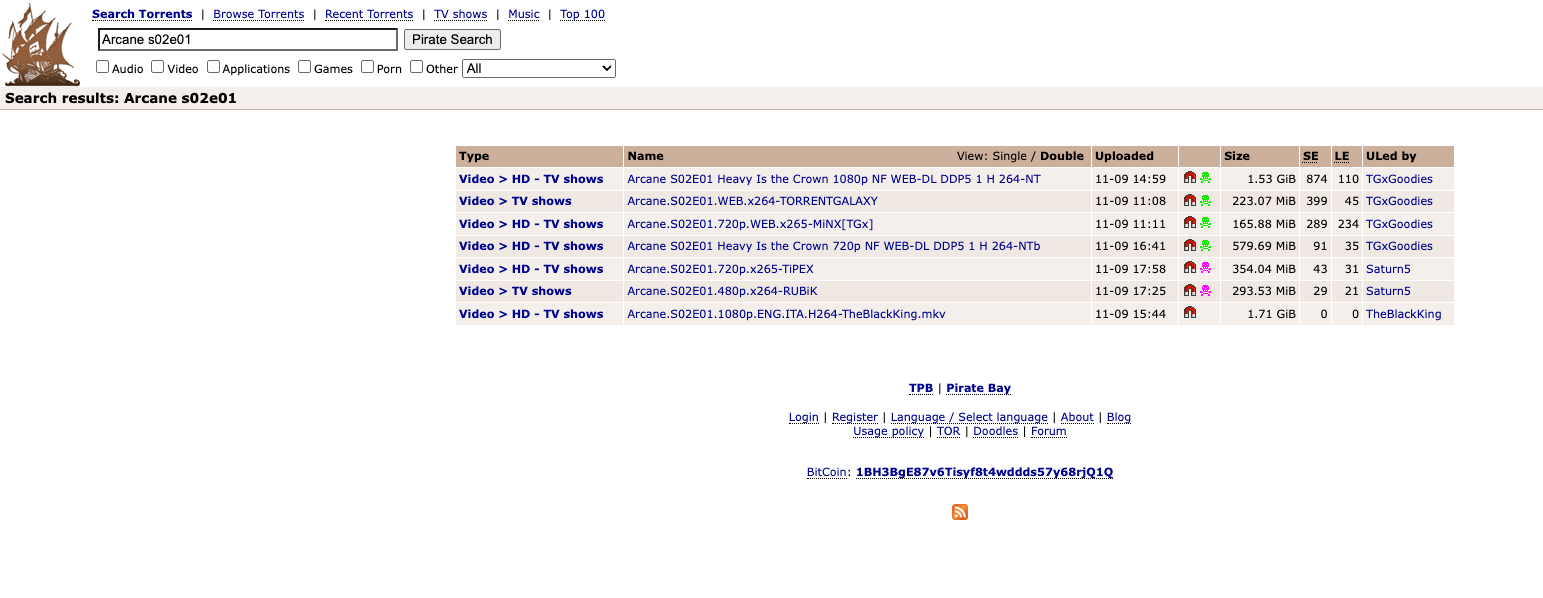 Search Torrents | Browse Torrents | Recent Torrents | TV shows | Music | Top 100
Arcane s02e01 Pirate Search
Audio Video Applications Games Porn Other All
Search results: Arcane s02e01
Type Name View: Single / Double Uploaded Size SE LE ULed by
Video > HD - TV shows Arcane S02E01 Heavy Is the Crown 1080p NF WEB-DL DDP5 1 H 264-NT 11-09 14:59 1.53 GiB 874 110 TGxGoodies
Video > TV shows Arcane.S02E01.WEB.x264-TORRENTGALAXY 11-09 11:08 223.07 MiB 399 45 TGxGoodies
Video > HD - TV shows Arcane.S02E01.720p.WEB.x265-MiNX[TGx] 11-09 11:11 165.88 MiB 289 234 TGxGoodies
Video > HD - TV shows Arcane S02E01 Heavy Is the Crown 720p NF WEB-DL DDP5 1 H 264-NTb 11-09 16:41 579.69 MiB 91 35 TGxGoodies
Video > HD - TV shows Arcane.S02E01.720p.x265-TiPEX 11-09 17:58 354.04 MiB 43 31 Saturn5
Video > TV shows Arcane.S02E01.480p.x264-RUBiK 11-09 17:25 293.53 MiB 29 21 Saturn5
Video > HD - TV shows Arcane.S02E01.1080p.ENG.ITA.H264-TheBlackKing.mkv 11-09 15:44 1.71 GiB 0 0 TheBlackKing
TPB | Pirate Bay
Login | Register | Language / Select language | About | Blog
Usage policy | TOR | Doodles | Forum
BitCoin: 1BH3BgE87v6Tisyf8t4wddds57y68rjQ1Q